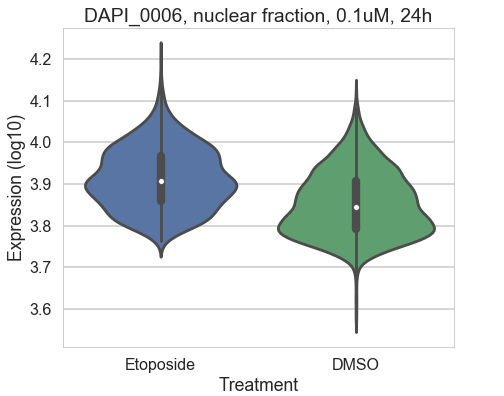 DAPI_0006, nuclear fraction, 0.1uM, 24h
Expression (log10)
4.2
4.1
4.0
3.9
3.8
3.7
3.6
Etoposide DMSO
Treatment